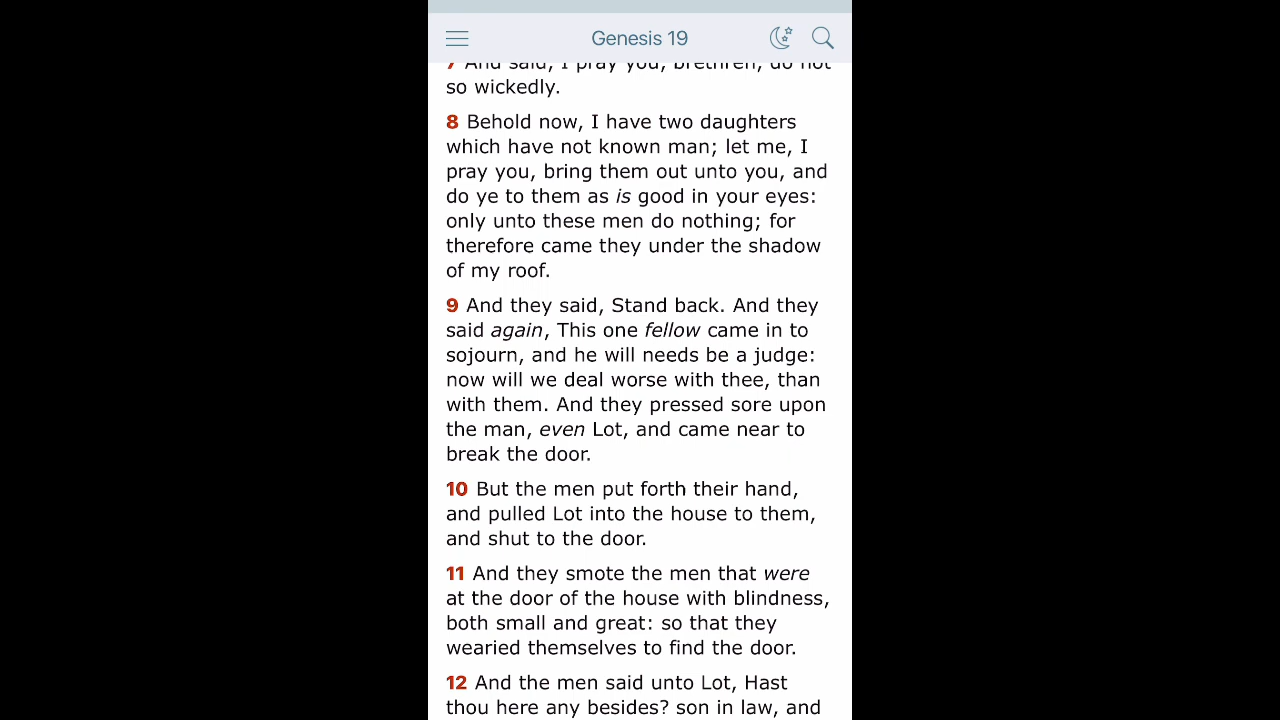 Genesis 19
7 And said, I pray you, brethren, do not
so wickedly.
8 Behold now, I have two daughters
which have not known man; let me, I
pray you, bring them out unto you, and
do ye to them as is good in your eyes:
only unto these men do nothing; for
therefore came they under the shadow
of my roof.
9 And they said, Stand back. And they
said again, This one fellow came in to
sojourn, and he will needs be a judge:
now will we deal worse with thee, than
with them. And they pressed sore upon
the man, even Lot, and came near to
break the door.
10 But the men put forth their hand,
and pulled Lot into the house to them,
and shut to the door.
11 And they smote the men that were
at the door of the house with blindness,
both small and great: so that they
wearied themselves to find the door.
12 And the men said unto Lot, Hast
thou here any besides? son in law, and